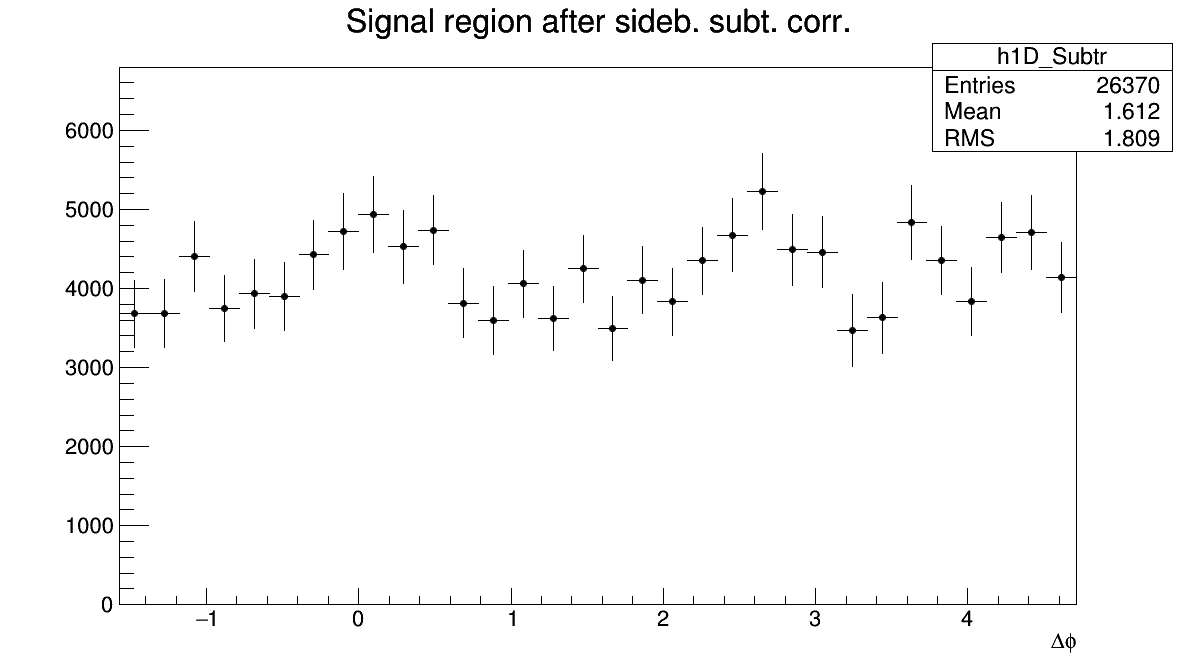 Signal region after sideb. subt. corr.
h1D_Subtr
Entries 26370
Mean 1.612
RMS 1.809
6000
5000
4000
3000
2000
1000
0
−1 0 1 2 3 4
Δϕ